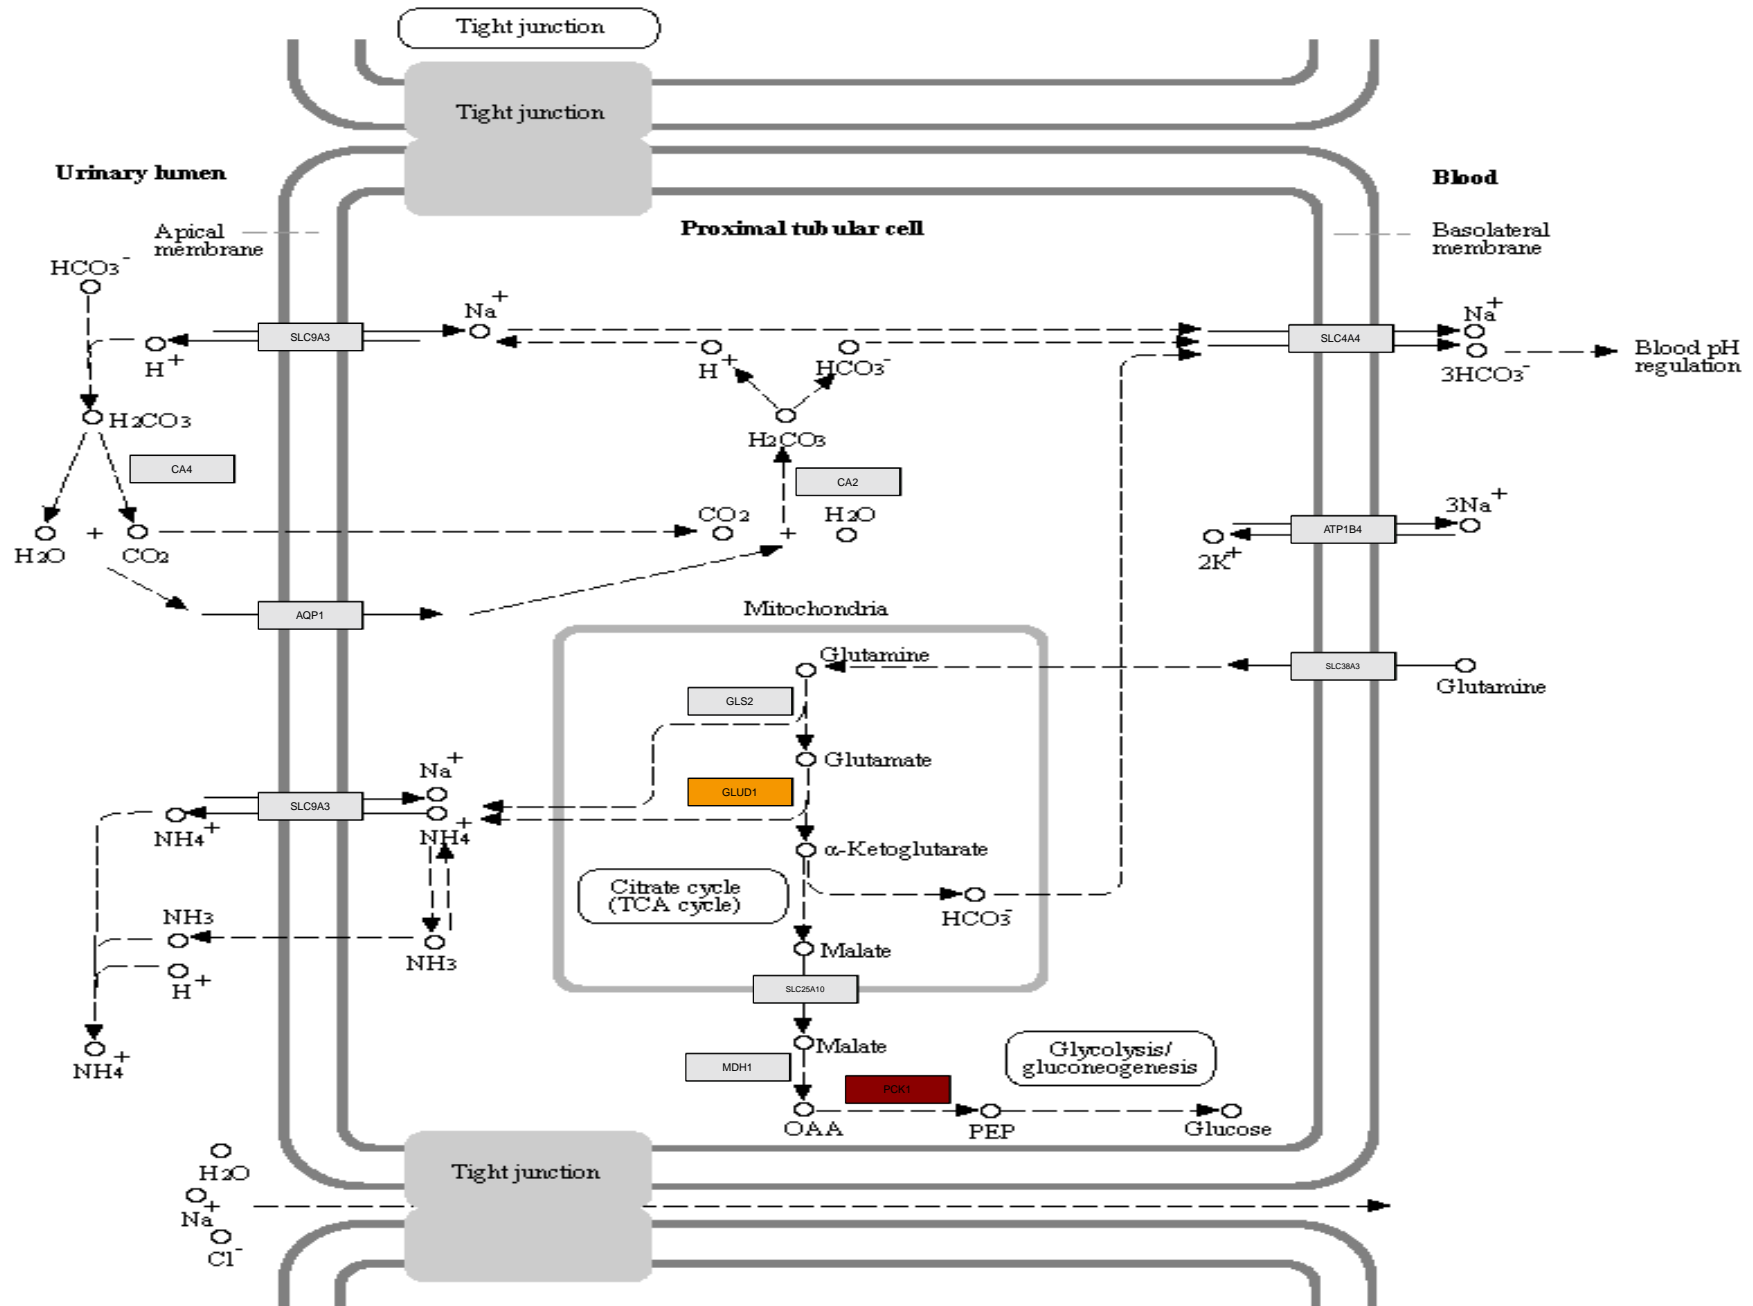 Tight junction
Tight junction
Urinary lumen
Blood
Proximal tubular cell
Apical
membrane
Basolateral
membrane
HCO3-
Na+
Na+
SLC9A3
SLC4A4
H+
H+
HCO3-
3HCO3-
Blood pH
regulation
H2CO3
H2CO3
CA4
CA2
CO2
H2O
3Na+
ATP1B4
H2O
+
CO2
+
2K+
AQP1
Mitochondria
Glutamine
SLC38A3
Glutamine
GLS2
Glutamate
Na+
GLUD1
SLC9A3
NH4+
NH4+
α-Ketoglutarate
Citrate cycle
(TCA cycle)
HCO3-
NH3
NH3
Malate
H+
SLC25A10
NH4+
Malate
Glycolysis/
gluconeogenesis
MDH1
PCK1
OAA
PEP
Glucose
Tight junction
H2O
Na+
Cl-